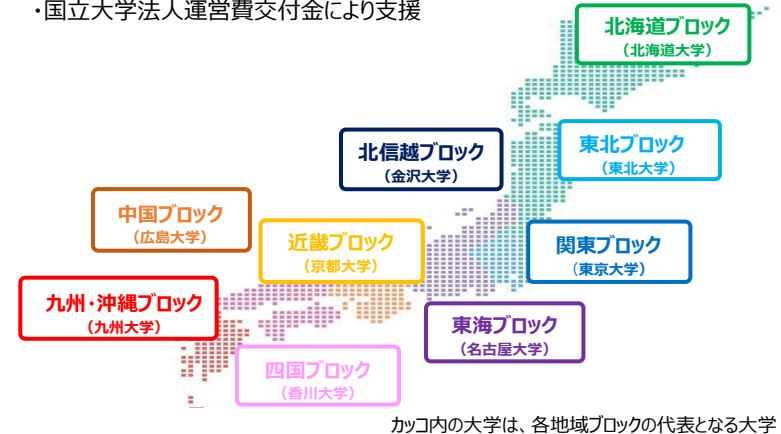 ・国立大学法人運営費交付金により支援
北海道ブロック
（北海道大学）
北信越ブロック
（金沢大学）
東北ブロック
（東北大学）
中国ブロック
（広島大学）
近畿ブロック
（京都大学）
関東ブロック
（東京大学）
九州・沖縄ブロック
（九州大学）
東海ブロック
（名古屋大学）
四国ブロック
（香川大学）
カッコ内の大学は、各地域ブロックの代表となる大学